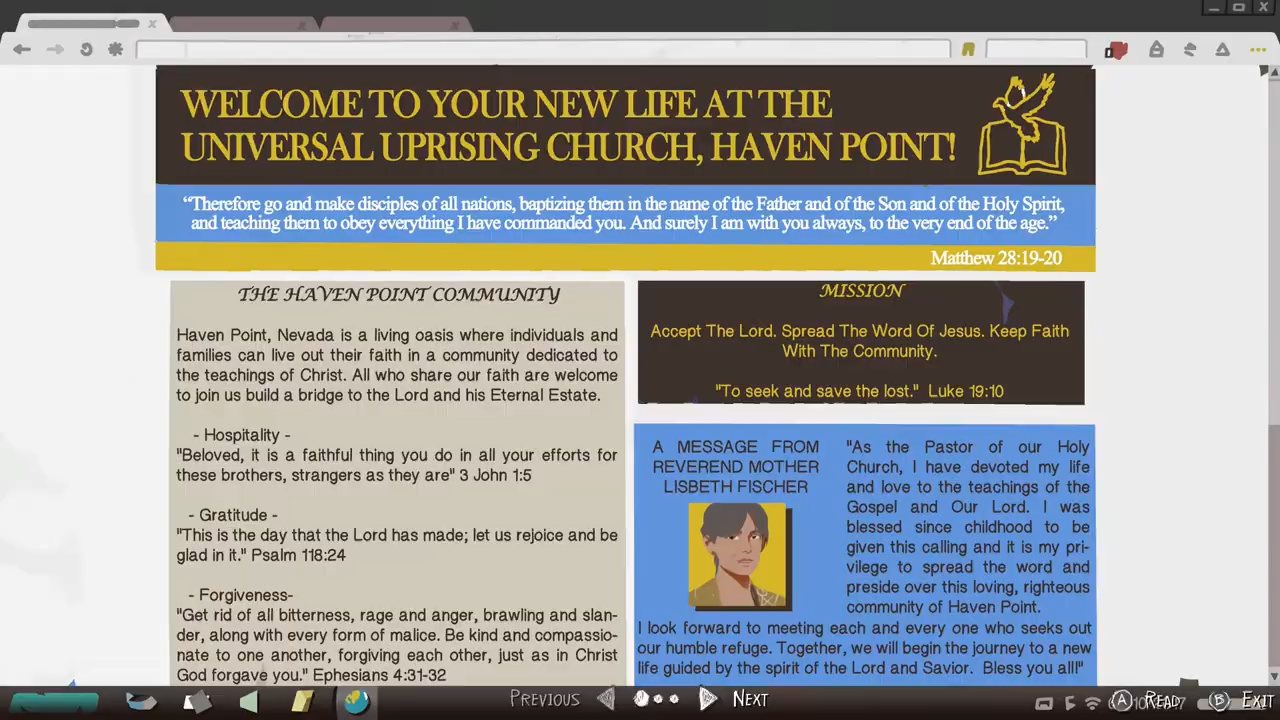 WELCOME TO YOUR NEW LIFE AT THE
UNIVERSAL UPRISING CHURCH, HAVEN POINT!
“Therefore go and make disciples of all nations, baptizing them in the name of the Father and of the Son and of the Holy Spirit,
and teaching them to obey everything I have commanded you. And surely I am with you always, to the very end of the age.”
Matthew 28:19-20
THE HAVEN POINT COMMUNITY
Haven Point, Nevada is a living oasis where individuals and
families can live out their faith in a community dedicated to
the teachings of Christ. All who share our faith are welcome
to join us build a bridge to the Lord and his Eternal Estate.
- Hospitality -
"Beloved, it is a faithful thing you do in all your efforts for
these brothers, strangers as they are" 3 John 1:5
- Gratitude -
"This is the day that the Lord has made; let us rejoice and be
glad in it." Psalm 118:24
- Forgiveness-
"Get rid of all bitterness, rage and anger, brawling and slan-
der, along with every form of malice. Be kind and compassio-
nate to one another, forgiving each other, just as in Christ
God forgave you." Ephesians 4:31-32
MISSION
Accept The Lord. Spread The Word Of Jesus. Keep Faith
With The Community.
"To seek and save the lost." Luke 19:10
A MESSAGE FROM
REVEREND MOTHER
LISBETH FISCHER
"As the Pastor of our Holy
Church, I have devoted my life
and love to the teachings of the
Gospel and Our Lord. I was
blessed since childhood to be
given this calling and it is my pri-
vilege to spread the word and
preside over this loving, righteous
community of Haven Point.
I look forward to meeting each and every one who seeks out
our humble refuge. Together, we will begin the journey to a new
life guided by the spirit of the Lord and Savior. Bless you all!"
PREVIOUS
NEXT
A READ
B EXIT